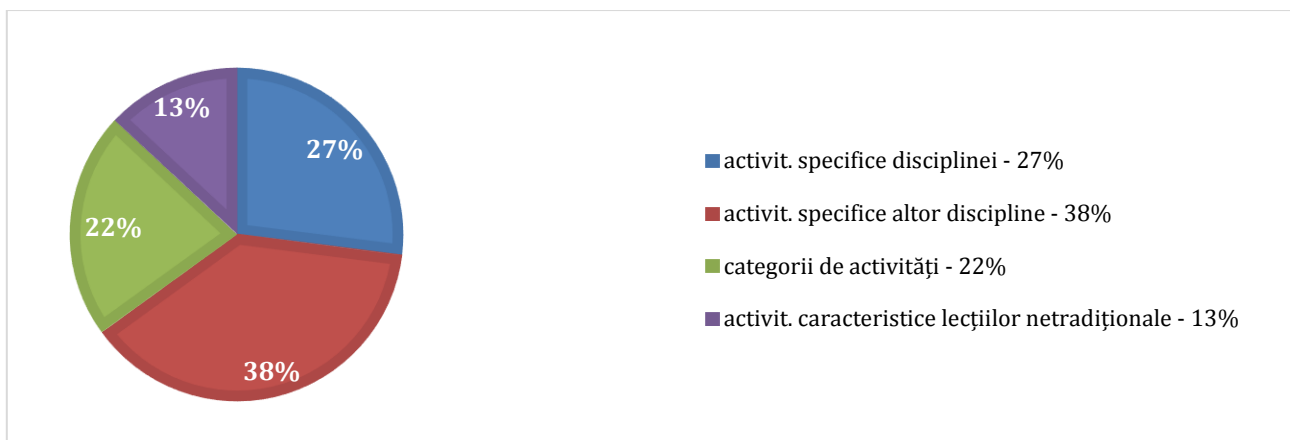 13%
27%
22%
38%
activit. specifice disciplinei - 27%
activit. specifice altor discipline - 38%
categorii de activități - 22%
activit. caracteristice lecțiilor netradiționale - 13%